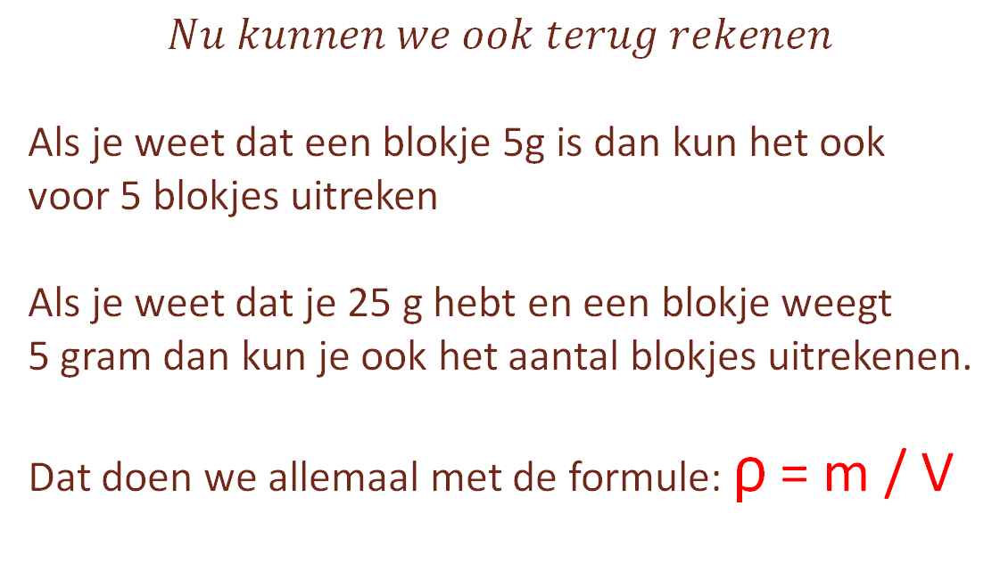 Nu kunnen we ook terug rekenen
Als je weet dat een blokje 5g is dan kun het ook
voor 5 blokjes uitreken
Als je weet dat je 25 g hebt en een blokje weegt
5 gram dan kun je ook het aantal blokjes uitrekenen.
Dat doen we allemaal met de formule: ρ = m / V